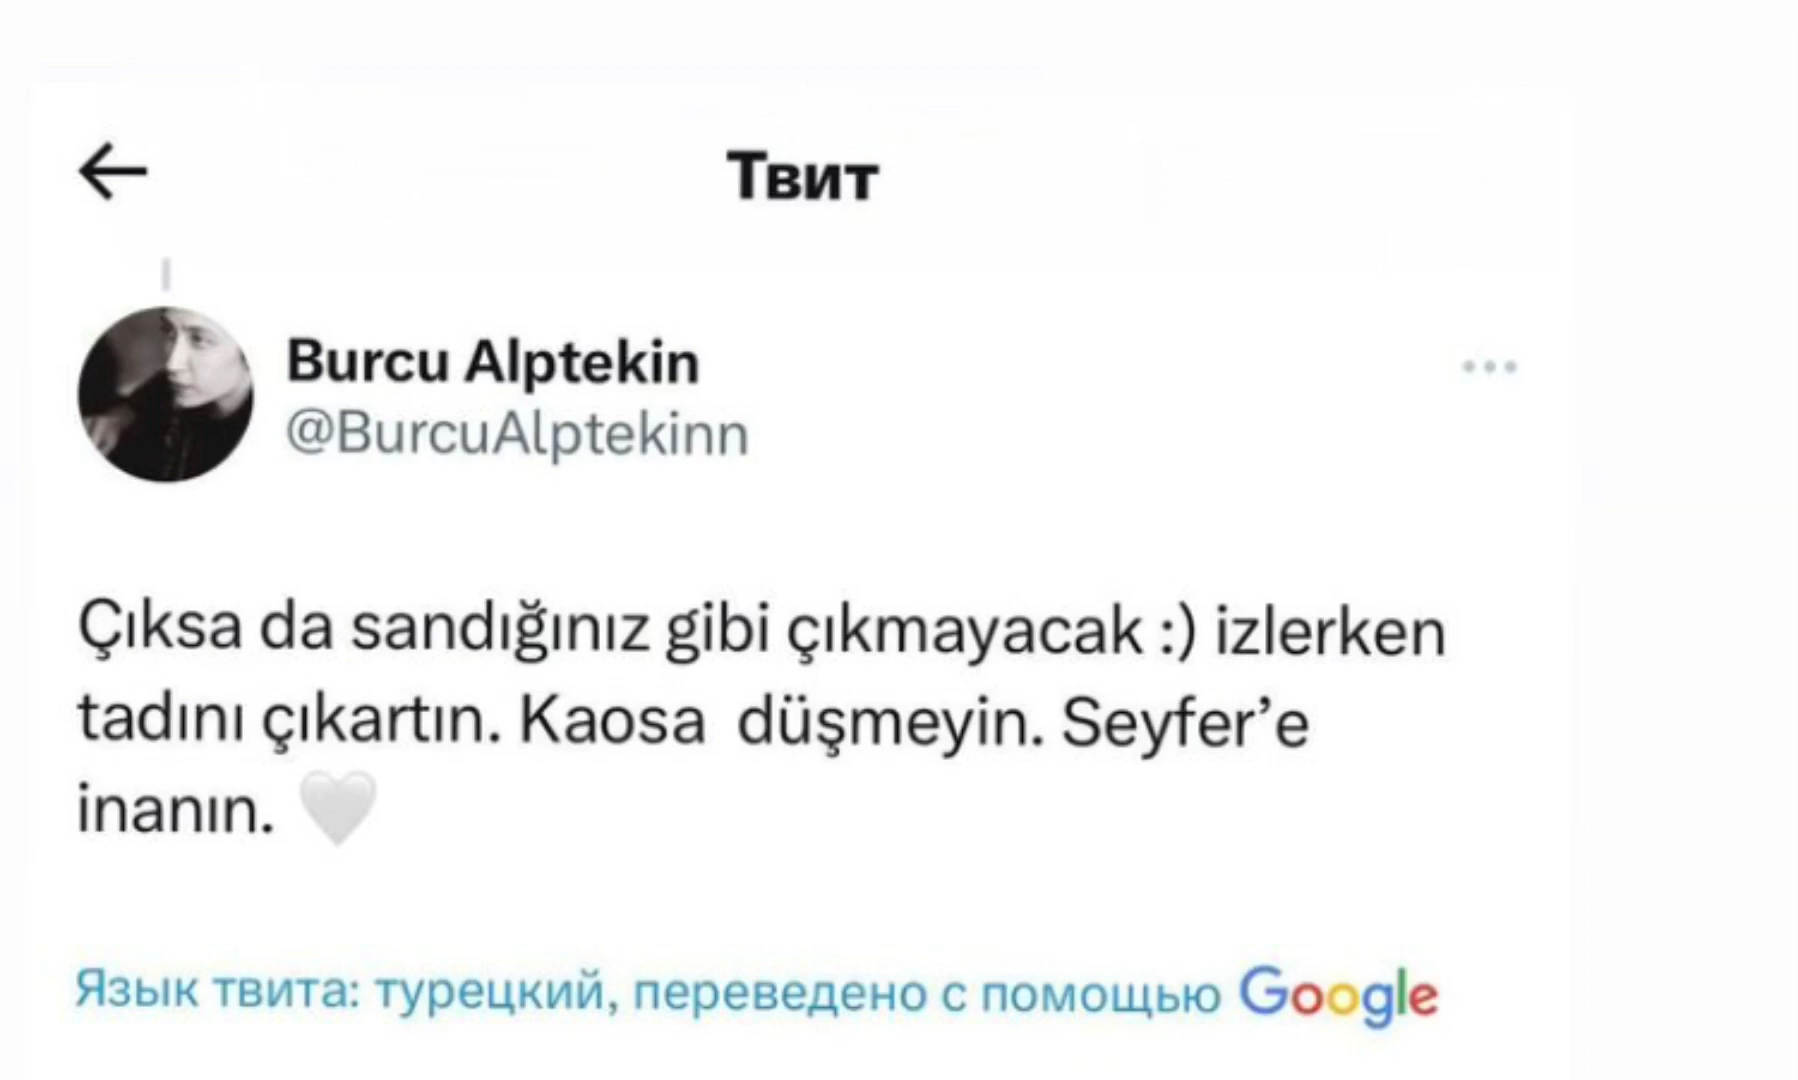 Твит
Burcu Alptekin
@BurcuAlptekinn
Çıksa da sandığınız gibi çıkmayacak :) izlerken
tadını çıkartın. Kaosa düşmeyin. Seyfer’e
inanın. 🤍
Язык твита: турецкий, переведено с помощью Google